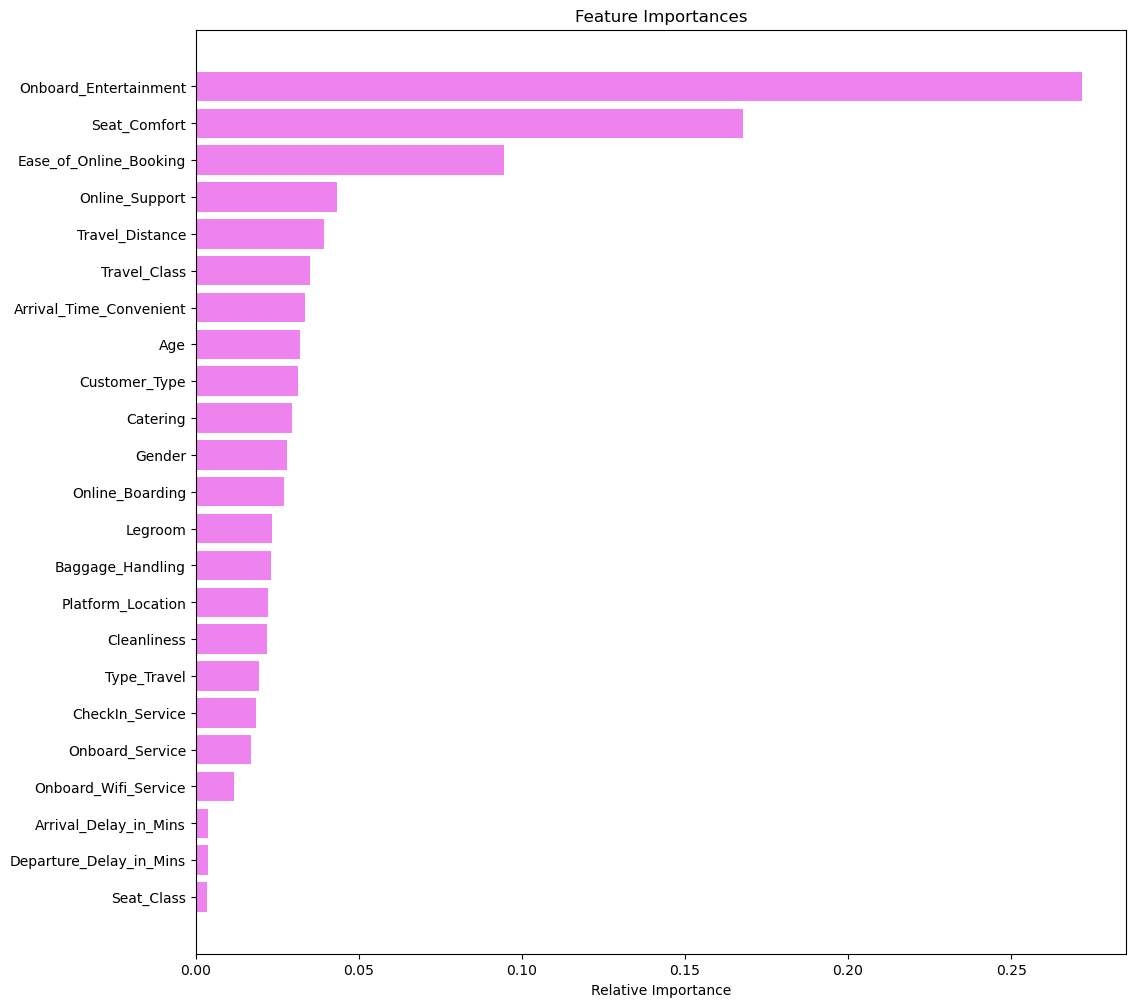 Feature Importances
Onboard_Entertainment
Seat_Comfort
Ease_of_Online_Booking
Online_Support
Travel_Distance
Travel_Class
Arrival_Time_Convenient
Age
Customer_Type
Catering
Gender
Online_Boarding
Legroom
Baggage_Handling
Platform_Location
Cleanliness
Type_Travel
CheckIn_Service
Onboard_Service
Onboard_Wifi_Service
Arrival_Delay_in_Mins
Departure_Delay_in_Mins
Seat_Class
0.00 0.05 0.10 0.15 0.20 0.25
Relative Importance